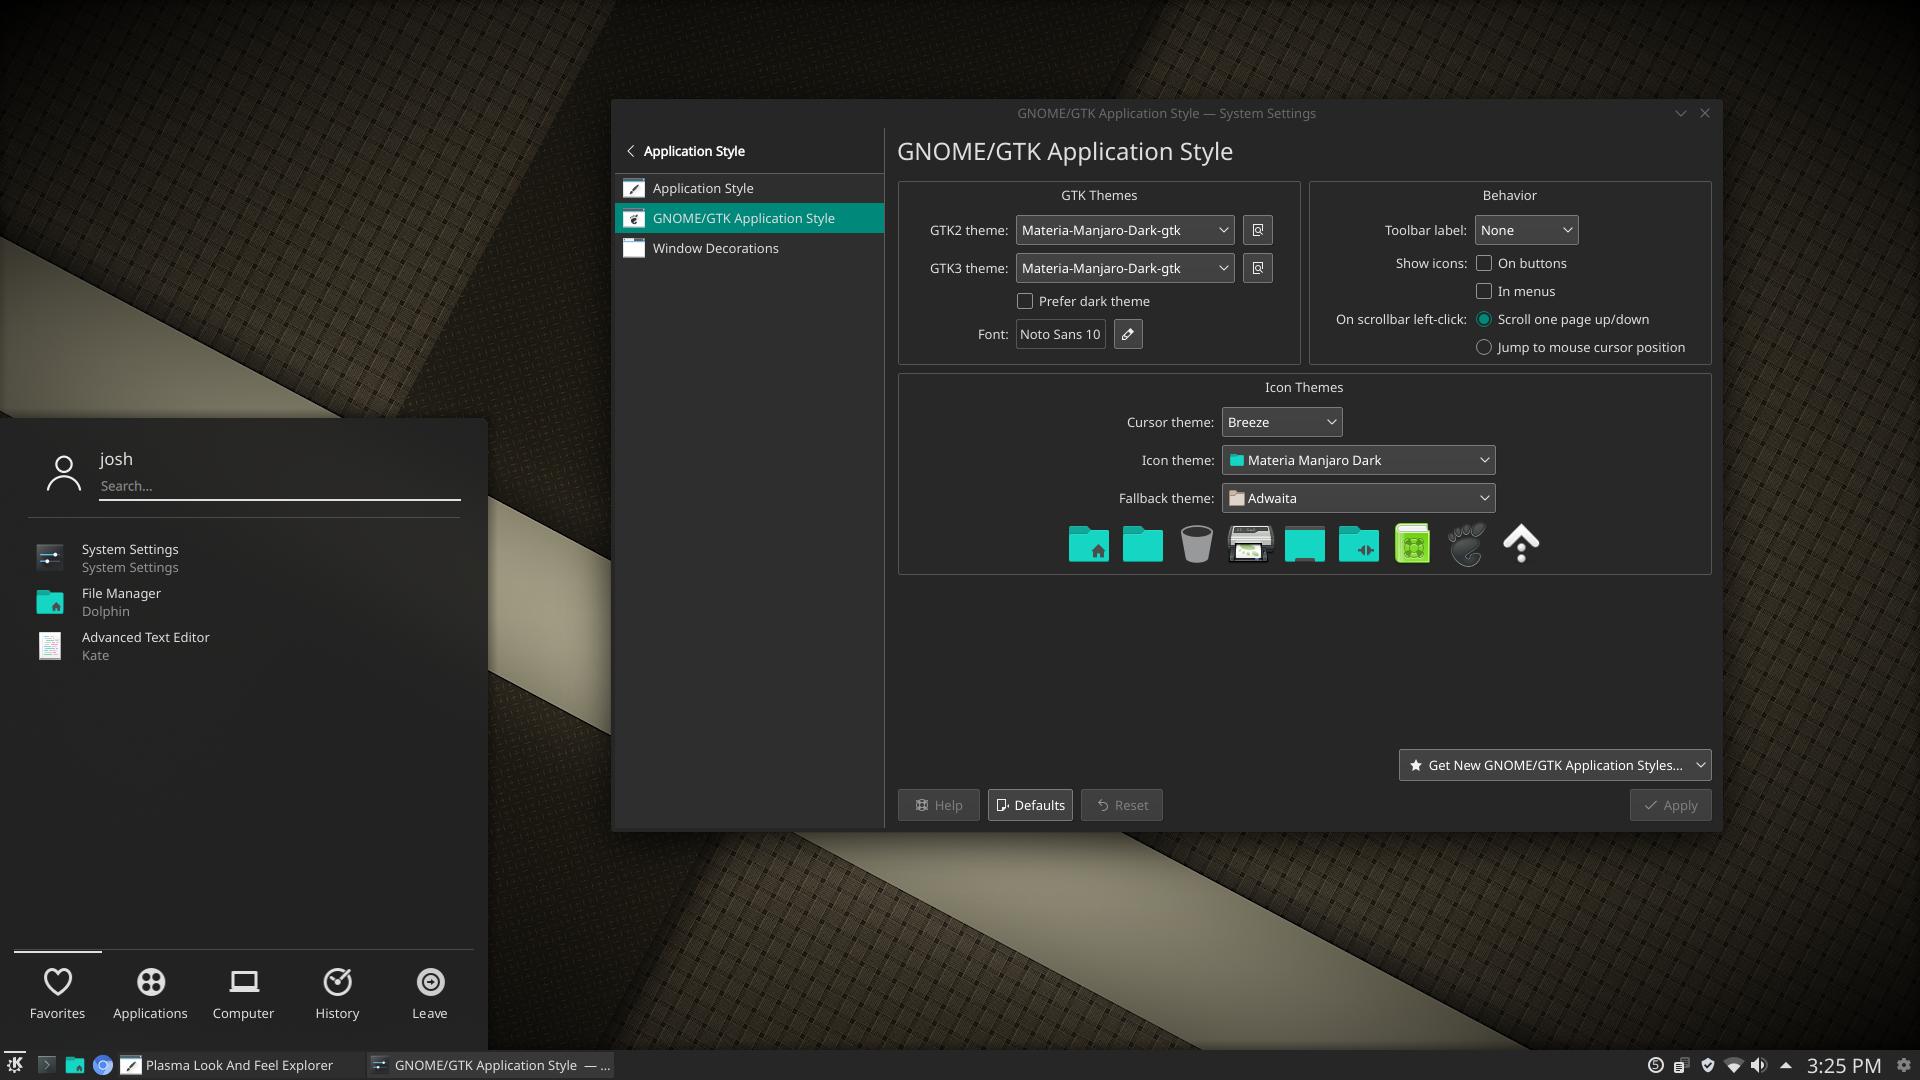 GNOME/GTK Application Style — System Settings
Application Style
Application Style
GNOME/GTK Application Style
Window Decorations
GNOME/GTK Application Style
GTK Themes
GTK2 theme: Materia-Manjaro-Dark-gtk
GTK3 theme: Materia-Manjaro-Dark-gtk
Prefer dark theme
Font: Noto Sans 10
Behavior
Toolbar label: None
Show icons: On buttons
In menus
On scrollbar left-click: Scroll one page up/down
Jump to mouse cursor position
Icon Themes
Cursor theme: Breeze
Icon theme: Materia Manjaro Dark
Fallback theme: Adwaita
Get New GNOME/GTK Application Styles...
Help Defaults Reset Apply
josh
Search...
System Settings
System Settings
File Manager
Dolphin
Advanced Text Editor
Kate
Favorites Applications Computer History Leave
Plasma Look And Feel Explorer GNOME/GTK Application Style — ... 5 3:25 PM